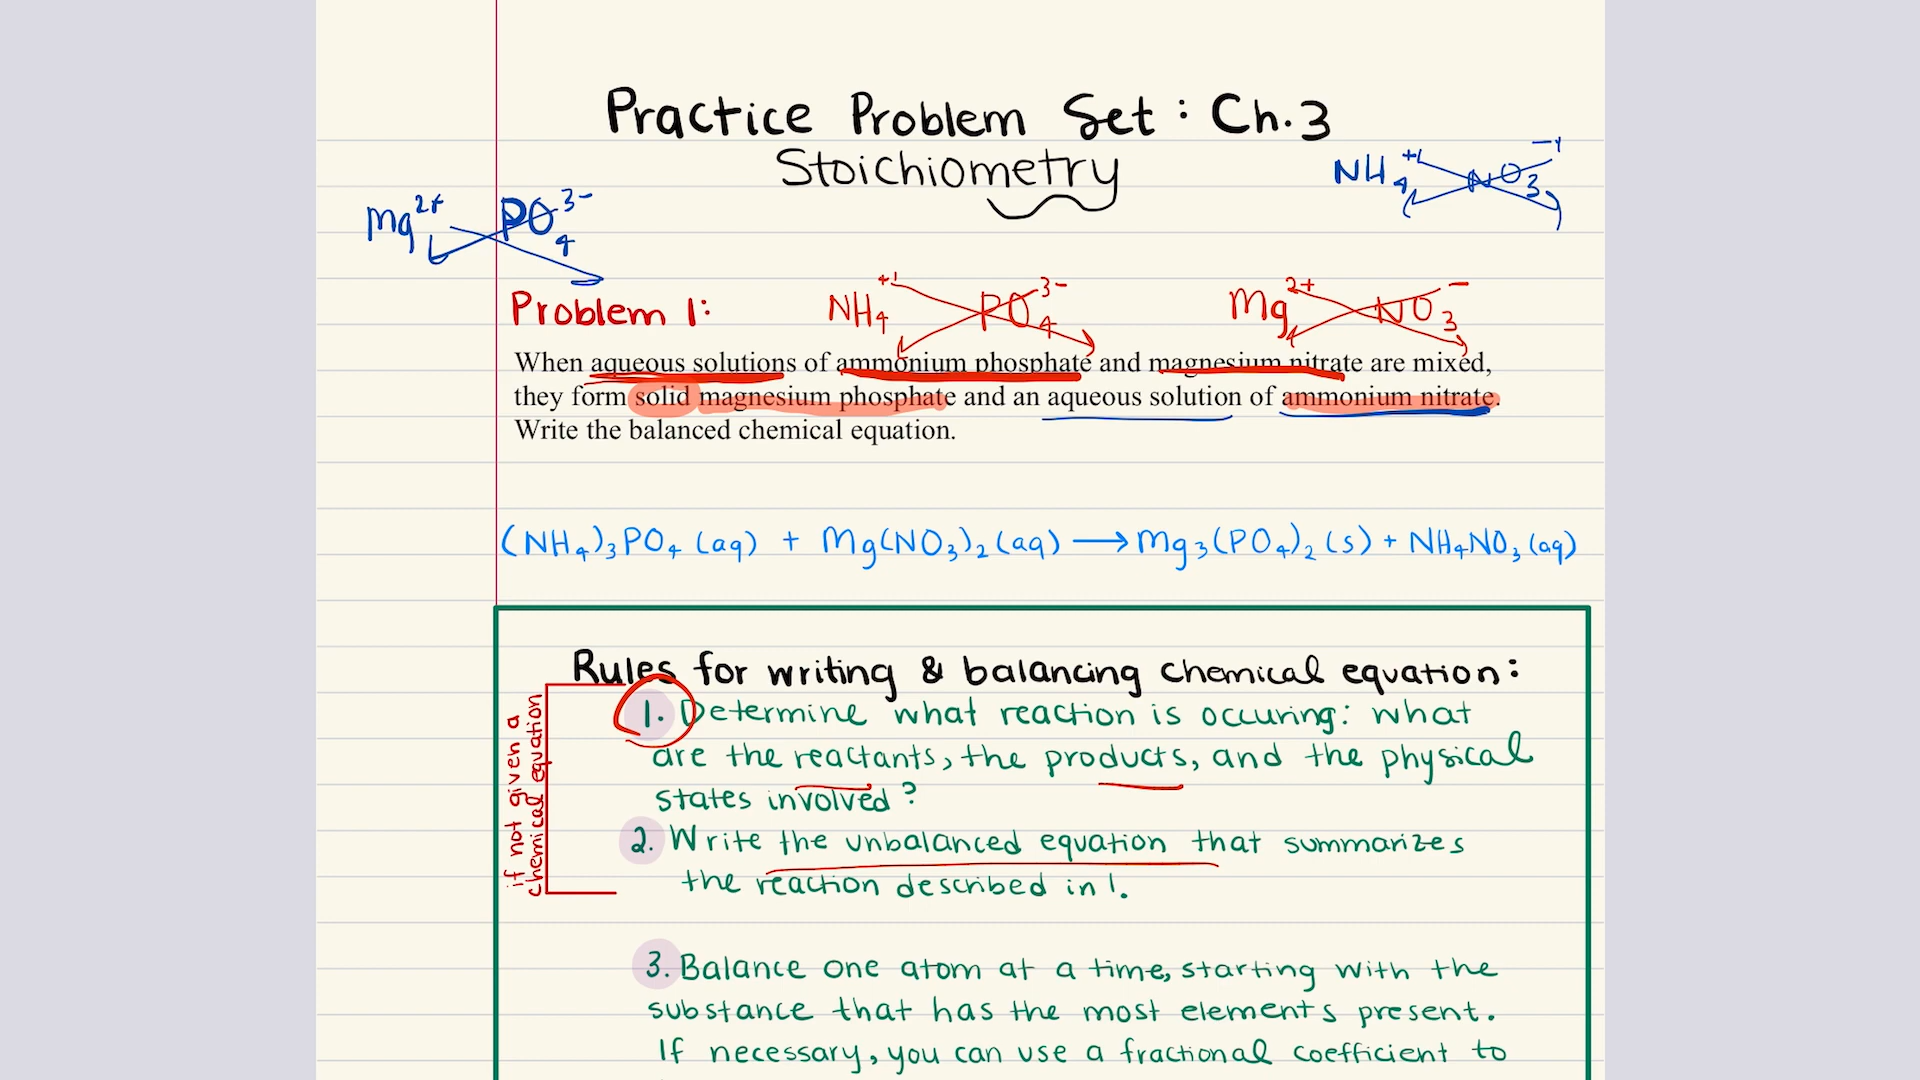 Practice Problem Set: Ch.3
Stoichiometry
NH₄⁺¹ NO₃⁻¹
Mg²⁺ PO₄³⁻
Problem 1:
NH₄⁺¹ PO₄³⁻
Mg²⁺ NO₃⁻
When aqueous solutions of ammonium phosphate and magnesium nitrate are mixed,
they form solid magnesium phosphate and an aqueous solution of ammonium nitrate.
Write the balanced chemical equation.
(NH₄)₃PO₄ (aq) + Mg(NO₃)₂ (aq) → Mg₃(PO₄)₂ (s) + NH₄NO₃ (aq)
Rules for writing & balancing chemical equation:
if not given a
chemical equation
1. Determine what reaction is occuring: what
are the reactants, the products, and the physical
states involved?
2. Write the unbalanced equation that summarizes
the reaction described in 1.
3. Balance one atom at a time, starting with the
substance that has the most elements present.
If necessary, you can use a fractional coefficient to